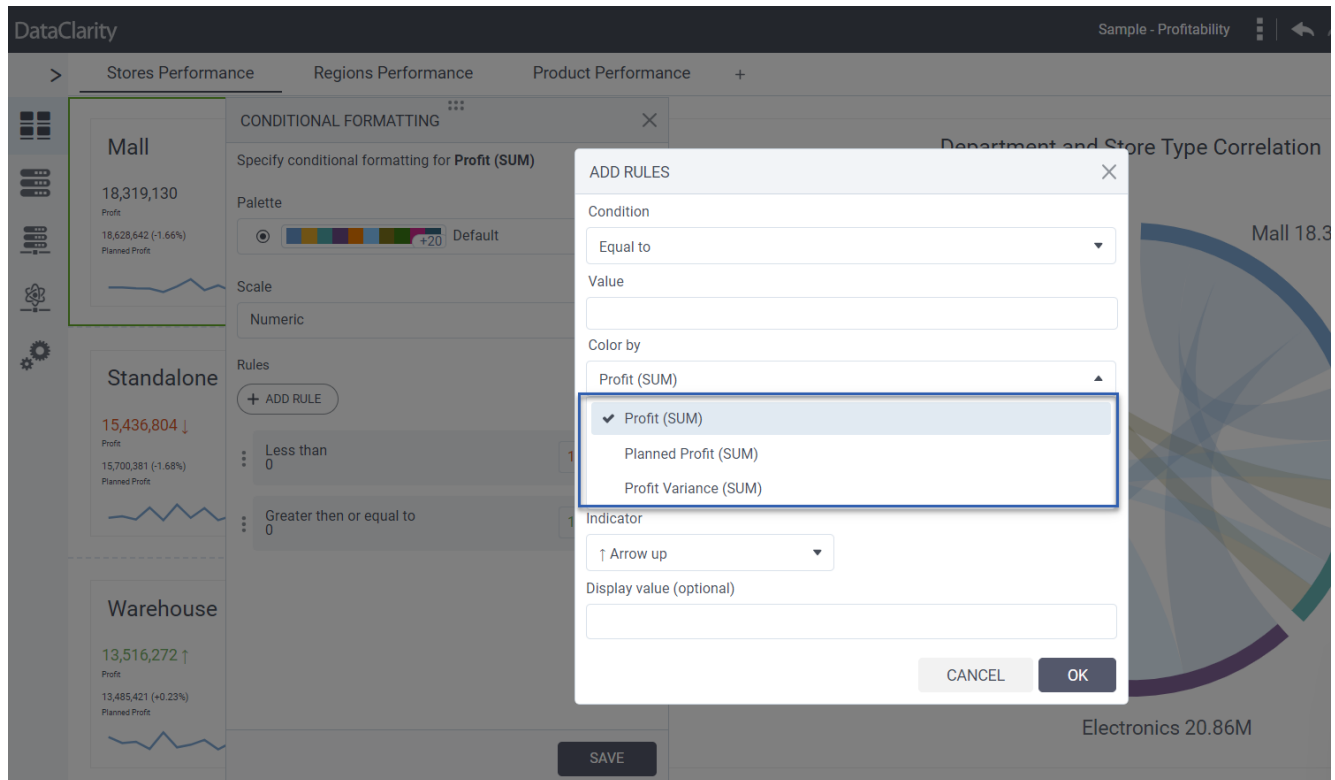 DataClarity
Sample - Profitability
Stores Performance
Regions Performance
Product Performance
+
Mall
18,319,130
Profit
18,628,642 (-1.66%)
Planned Profit
Standalone
15,436,804 ↓
Profit
15,700,381 (-1.68%)
Planned Profit
Warehouse
13,516,272 ↑
Profit
13,485,421 (+0.23%)
Planned Profit
CONDITIONAL FORMATTING
Specify conditional formatting for Profit (SUM)
Palette
+20 Default
Scale
Numeric
Rules
+ ADD RULE
Less than
0
1
Greater then or equal to
0
1
SAVE
ADD RULES
Condition
Equal to
Value
Color by
Profit (SUM)
Profit (SUM)
Planned Profit (SUM)
Profit Variance (SUM)
Indicator
↑ Arrow up
Display value (optional)
CANCEL
OK
Department and Store Type Correlation
Mall 18.3
Electronics 20.86M